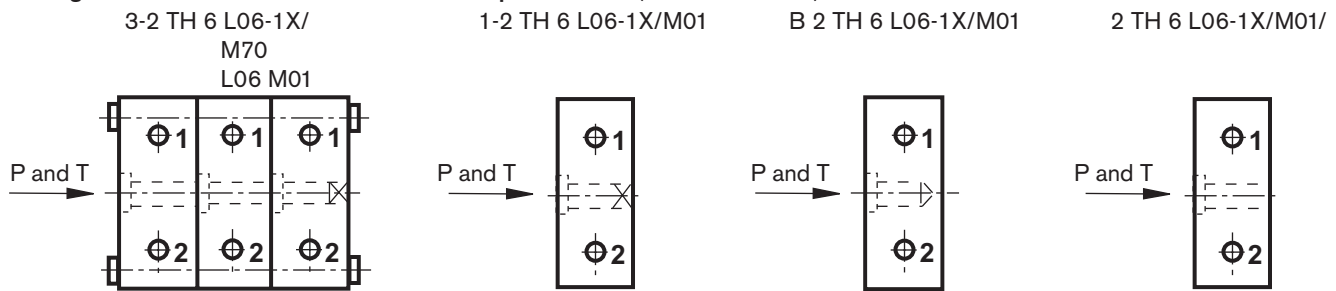 3-2 TH 6 L06-1X/
M70
L06 M01
1-2 TH 6 L06-1X/M01
B 2 TH 6 L06-1X/M01
2 TH 6 L06-1X/M01/
1 1 1
P and T
2 2 2
1
P and T
2
1
P and T
2
1
P and T
2